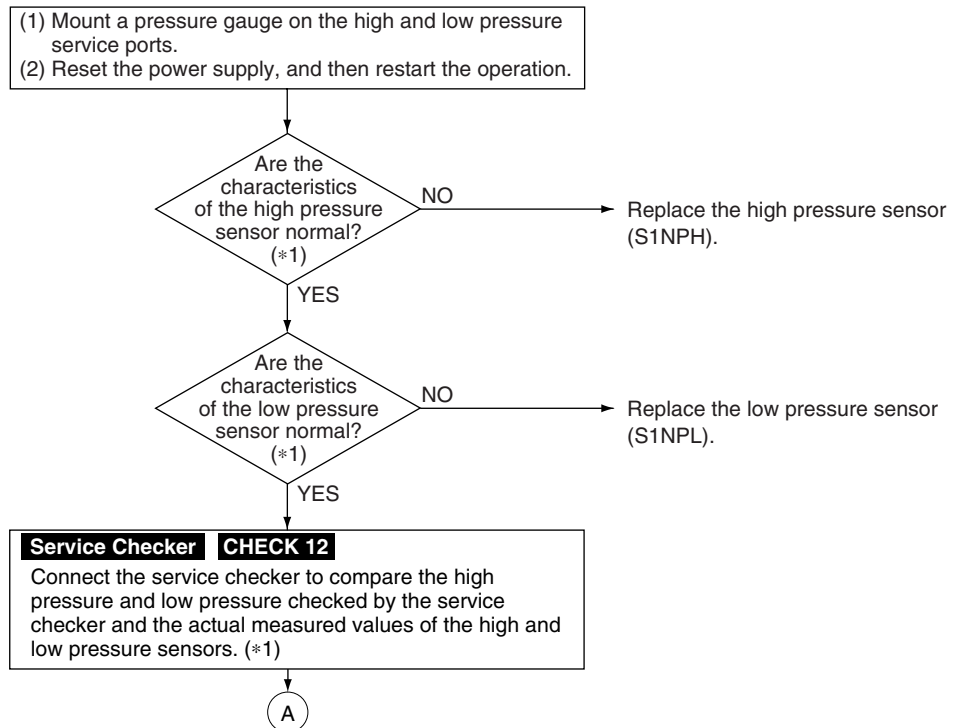 (1) Mount a pressure gauge on the high and low pressure
service ports.
(2) Reset the power supply, and then restart the operation.
Are the
characteristics
of the high pressure
sensor normal?
(*1)
NO
Replace the high pressure sensor
(S1NPH).
YES
Are the
characteristics
of the low pressure
sensor normal?
(*1)
NO
Replace the low pressure sensor
(S1NPL).
YES
Service Checker CHECK 12
Connect the service checker to compare the high
pressure and low pressure checked by the service
checker and the actual measured values of the high and
low pressure sensors. (*1)
A